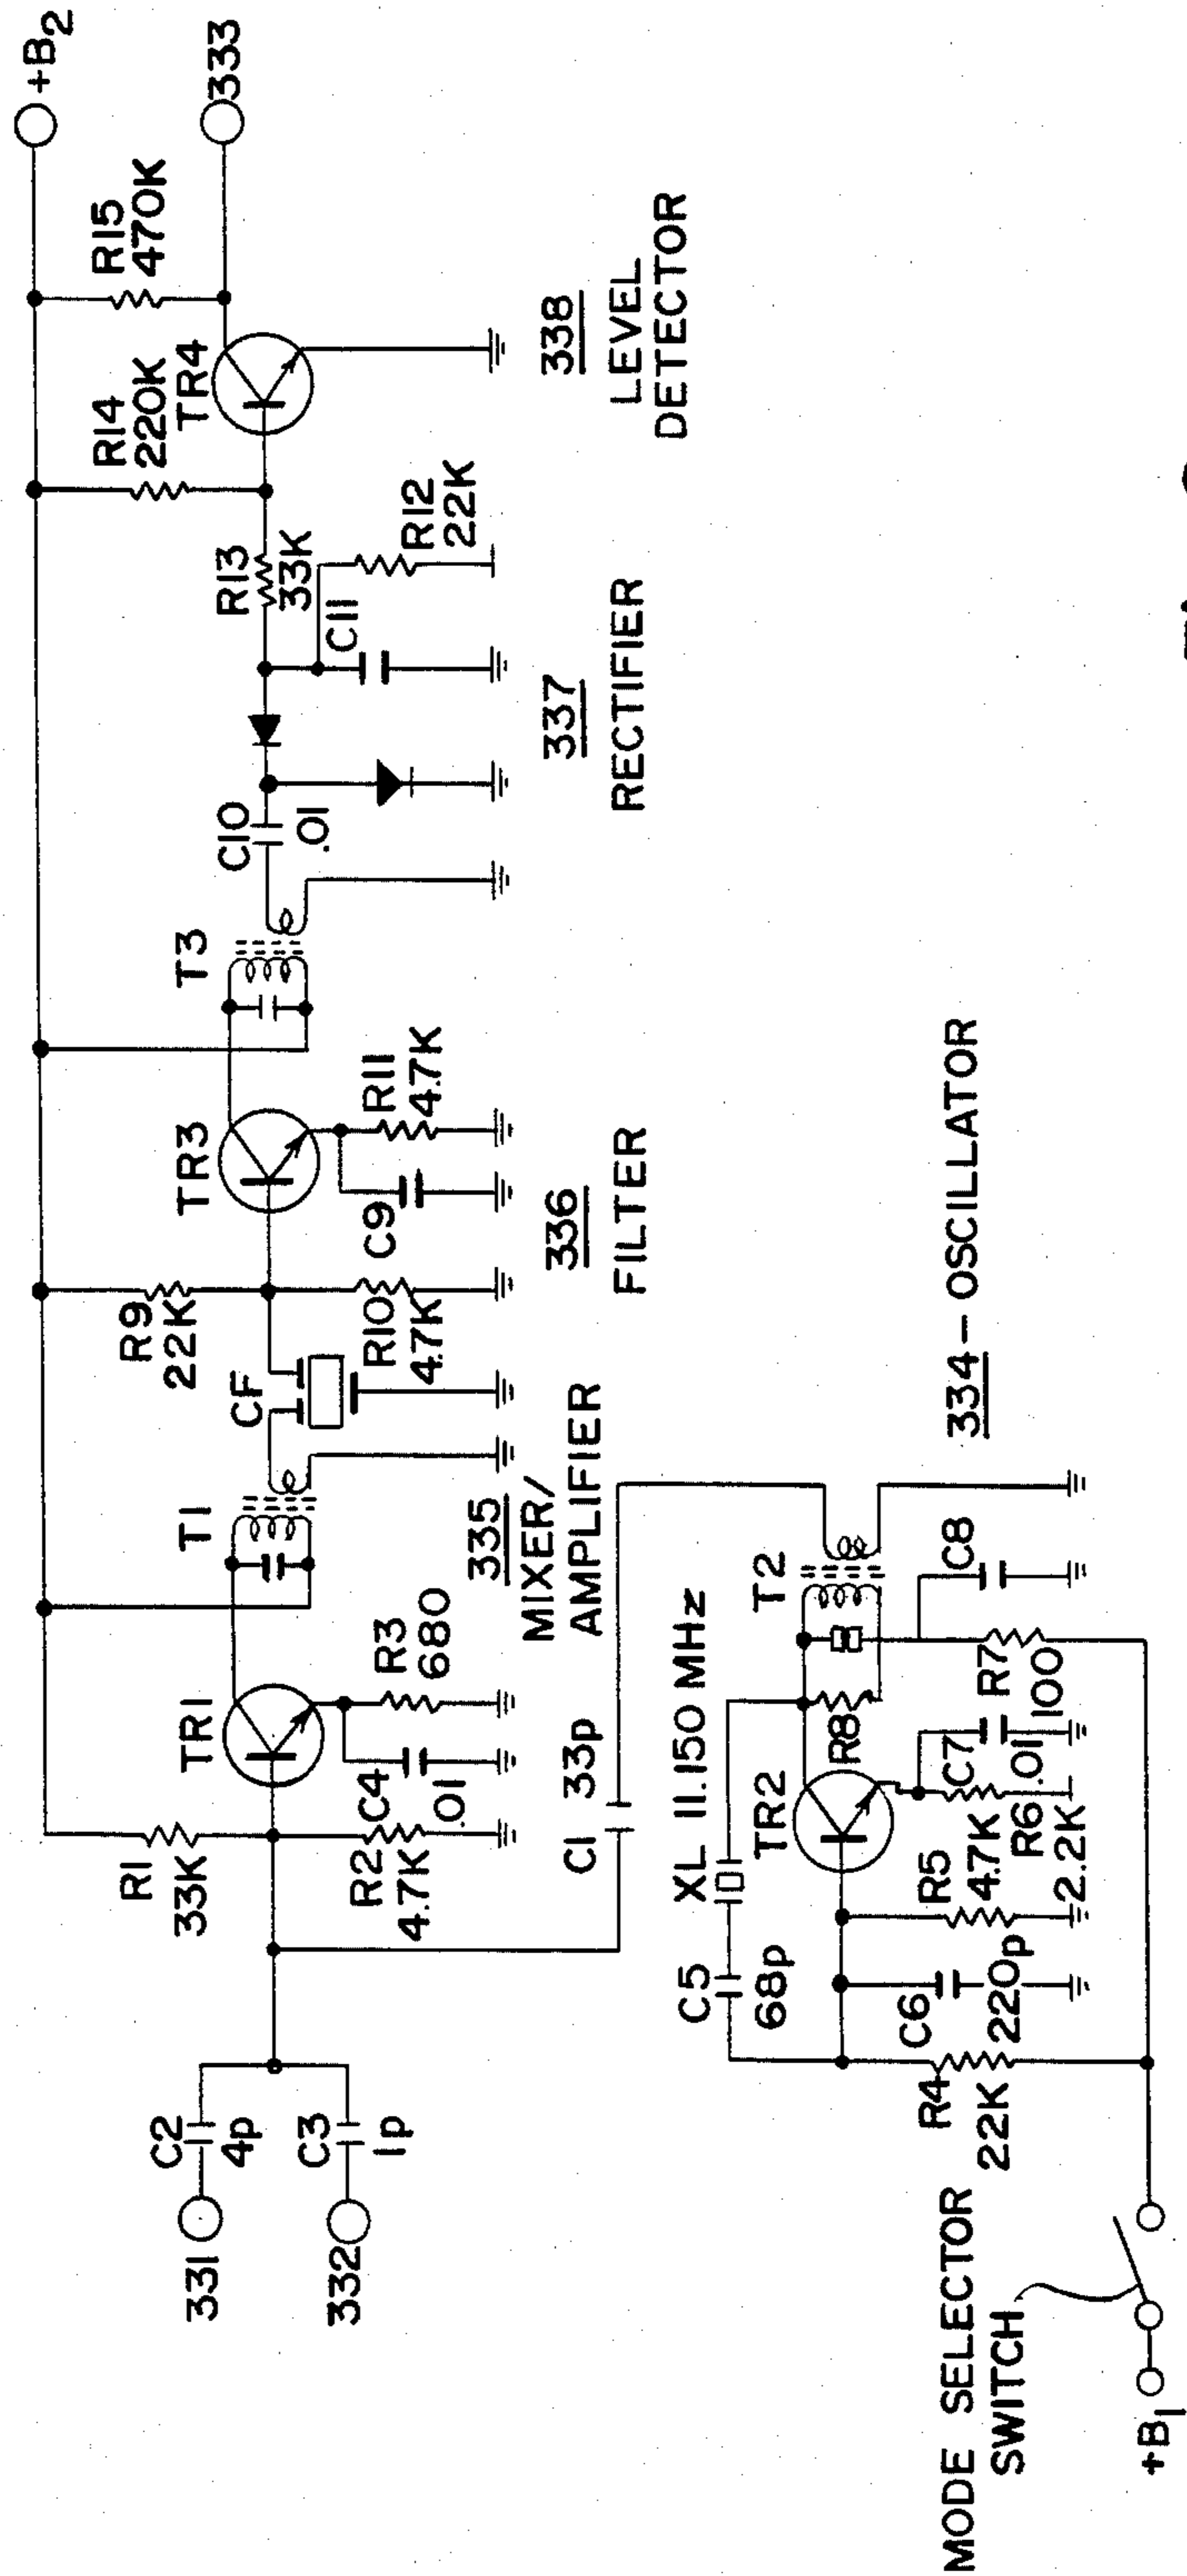 +B2
333
R15
470K
R14
220K
TR4
338
LEVEL
DETECTOR
R13
33K
C11
R12
22K
337
RECTIFIER
C10
.01
T3
TR3
R11
4.7K
C9
R9
22K
R10
4.7K
336
FILTER
CF
T1
335
MIXER/
AMPLIFIER
TR1
R3
680
C4
.01
R1
33K
R2
4.7K
C2
4p
331
C3
1p
332
C1 33p
334-OSCILLATOR
XL 11.150 MHz
T2
C8
R8
R7
100
TR2
C7
.01
R5
4.7K
R6
2.2K
C5
68p
C6
220p
R4
22K
MODE SELECTOR
SWITCH
+B1